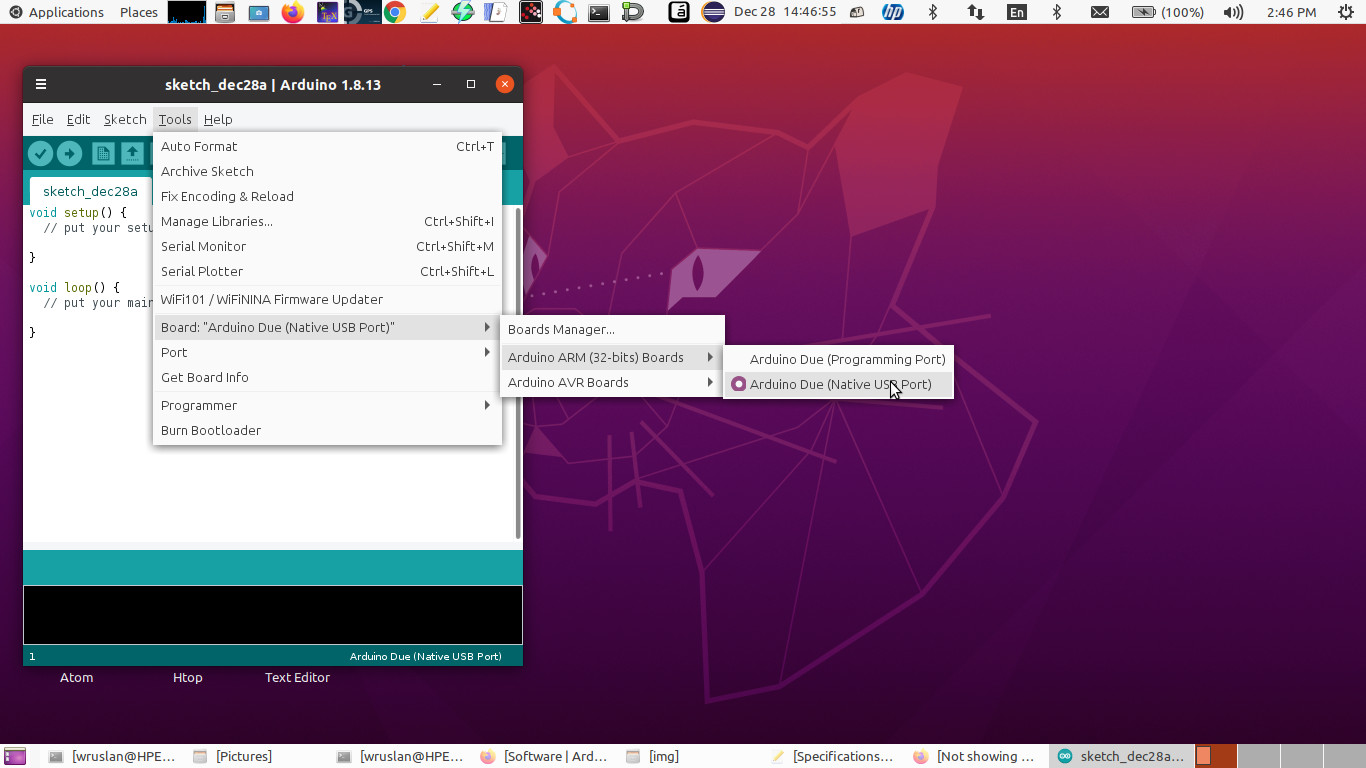 Applications Places Dec 28 14:46:55 En (100%) 2:46 PM
sketch_dec28a | Arduino 1.8.13
File Edit Sketch Tools Help
Auto Format Ctrl+T
Archive Sketch
Fix Encoding & Reload
Manage Libraries... Ctrl+Shift+I
Serial Monitor Ctrl+Shift+M
Serial Plotter Ctrl+Shift+L
WiFi101 / WiFiNINA Firmware Updater
Board: "Arduino Due (Native USB Port)"
Port
Get Board Info
Programmer
Burn Bootloader
Boards Manager...
Arduino ARM (32-bits) Boards
Arduino AVR Boards
Arduino Due (Programming Port)
Arduino Due (Native USB Port)
sketch_dec28a
void setup() {
// put your setu
}
void loop() {
// put your main
}
1 Arduino Due (Native USB Port)
Atom Htop Text Editor
[wruslan@HPE... [Pictures] [wruslan@HPE... [Software | Ard... [img] [Specifications... [Not showing ... sketch_dec28a...